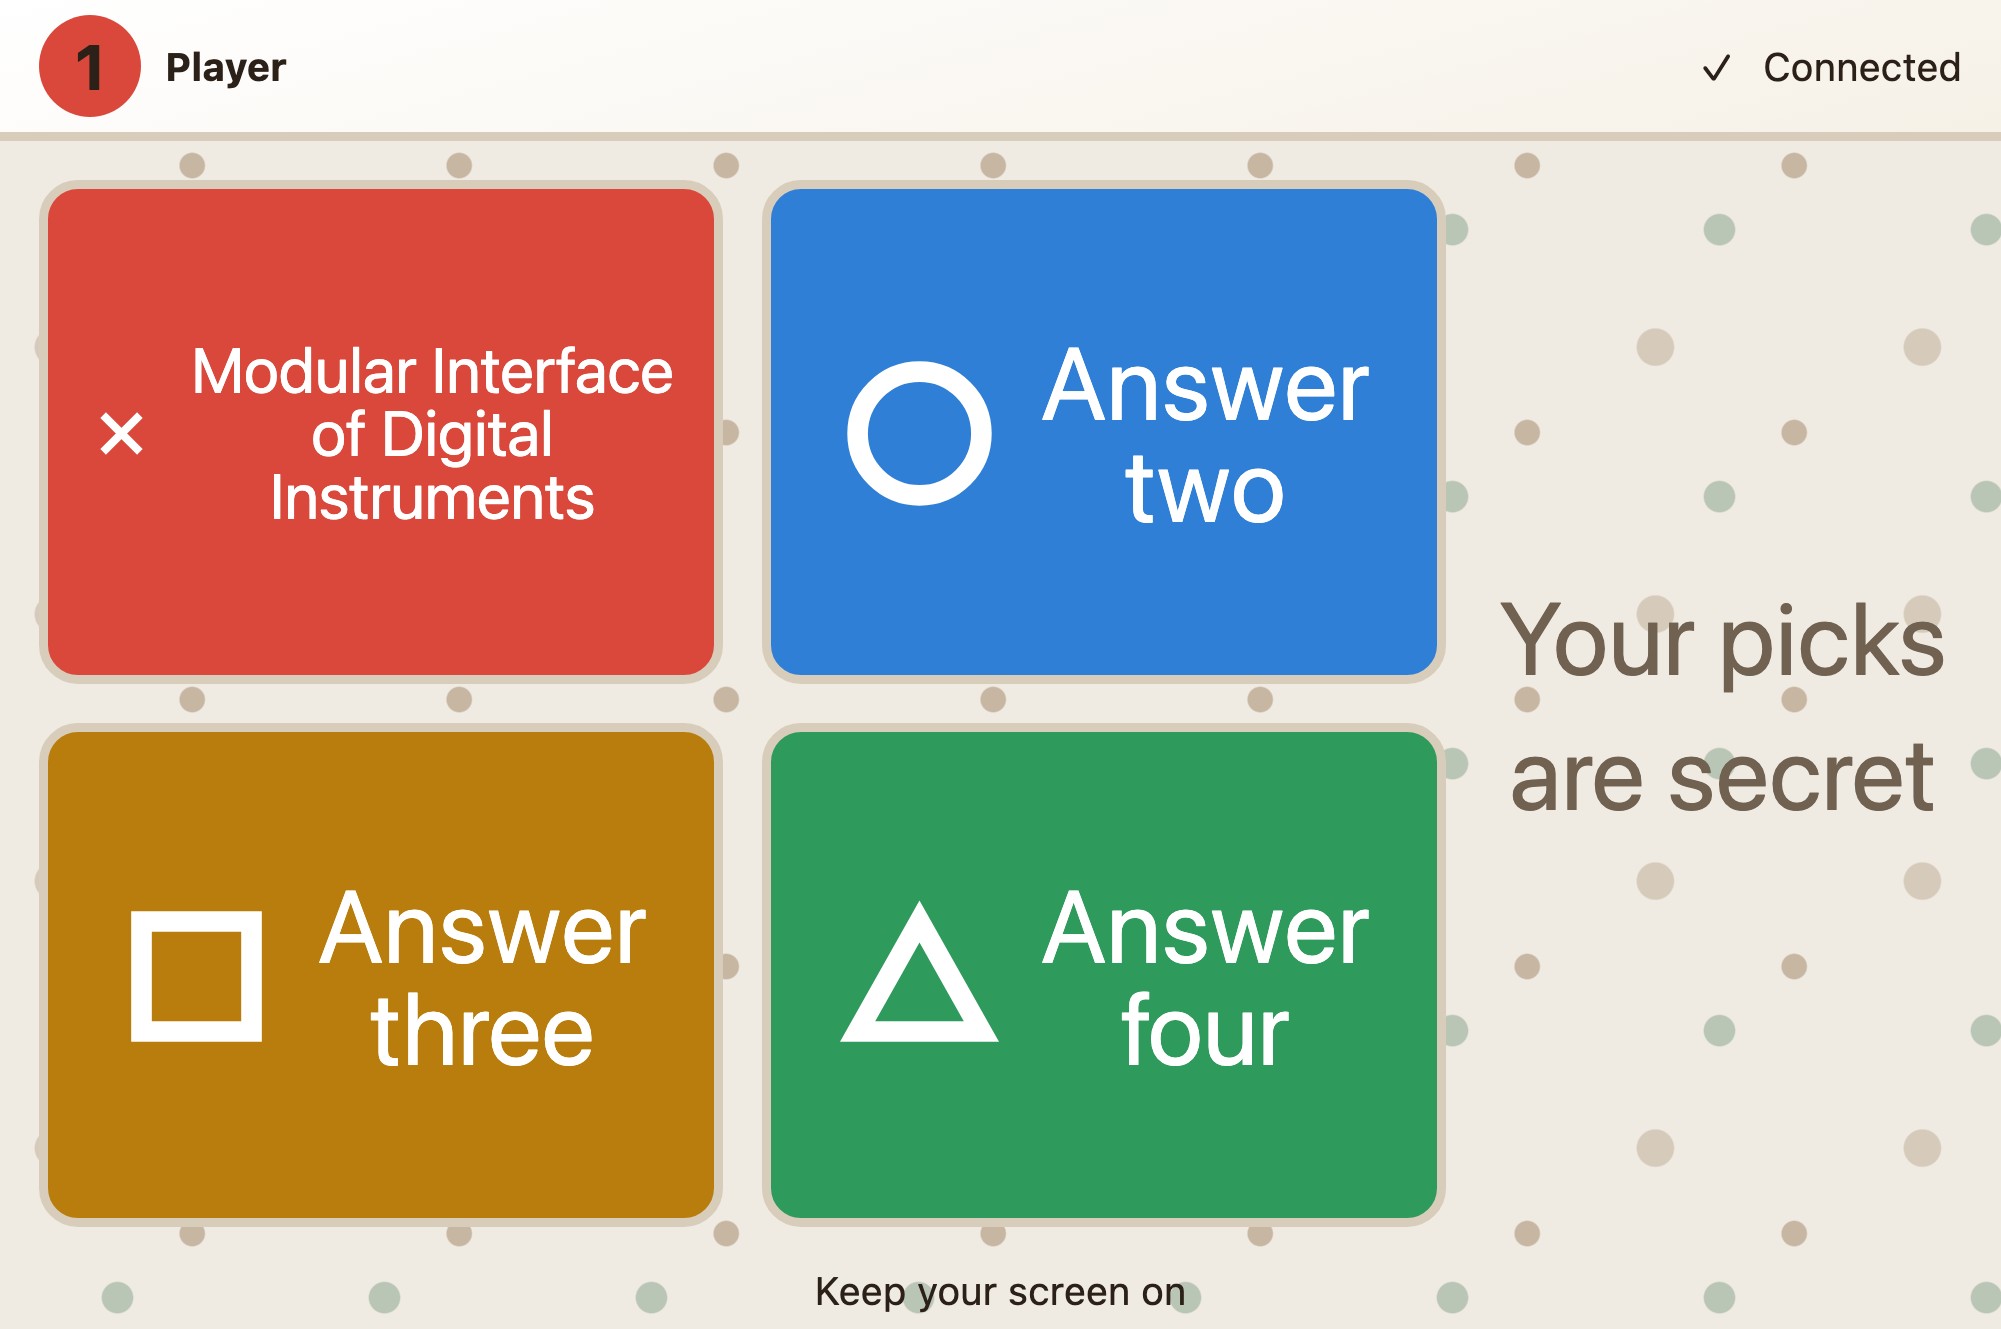 1 Player
✓ Connected
× Modular Interface
of Digital
Instruments
Answer
two
Answer
three
Answer
four
Your picks
are secret
Keep your screen on